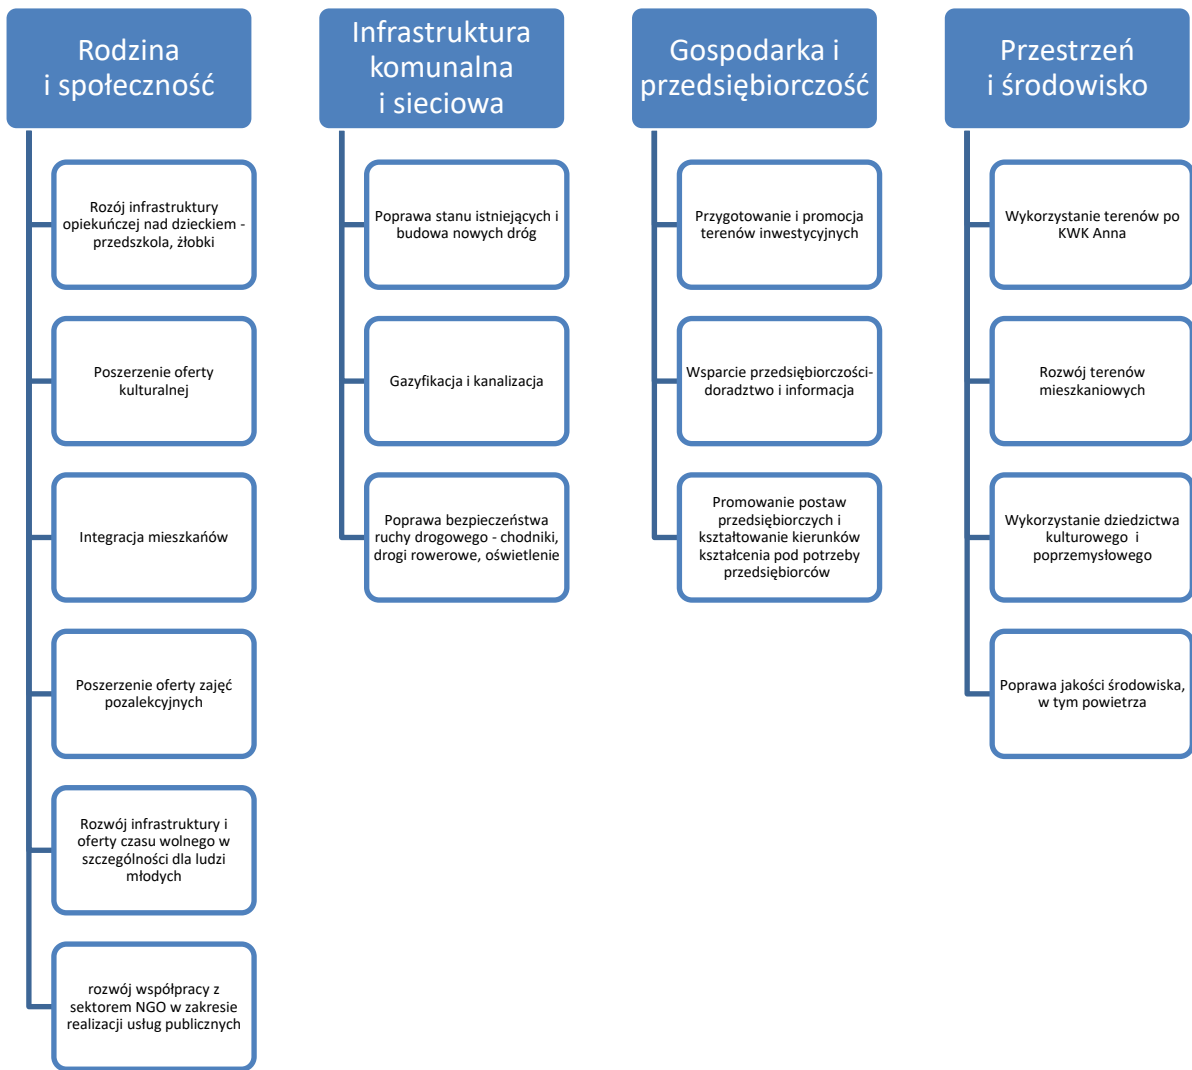 Rodzina
i społeczność
Rozój infrastruktury
opiekuńczej nad dzieckiem -
przedszkola, żłobki
Poszerzenie oferty
kulturalnej
Integracja mieszkańów
Poszerzenie oferty zajęć
pozalekcyjnych
Rozwój infrastruktury i
oferty czasu wolnego w
szczególności dla ludzi
młodych
rozwój współpracy z
sektorem NGO w zakresie
realizacji usług publicznych
Infrastruktura
komunalna
i sieciowa
Poprawa stanu istniejących i
budowa nowych dróg
Gazyfikacja i kanalizacja
Poprawa bezpieczeństwa
ruchy drogowego - chodniki,
drogi rowerowe, oświetlenie
Gospodarka i
przedsiębiorczość
Przygotowanie i promocja
terenów inwestycyjnych
Wsparcie przedsiębiorczości-
doradztwo i informacja
Promowanie postaw
przedsiębiorczych i
kształtowanie kierunków
kształcenia pod potrzeby
przedsiębiorców
Przestrzeń
i środowisko
Wykorzystanie terenów po
KWK Anna
Rozwój terenów
mieszkaniowych
Wykorzystanie dziedzictwa
kulturowego i
poprzemysłowego
Poprawa jakości środowiska,
w tym powietrza